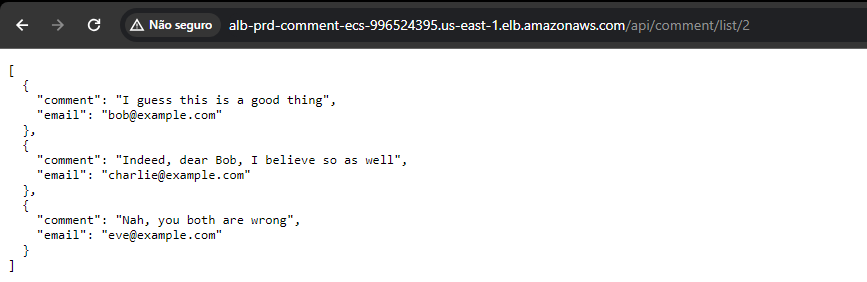 Não seguro alb-prd-comment-ecs-996524395.us-east-1.elb.amazonaws.com/api/comment/list/2
[
  {
    "comment": "I guess this is a good thing",
    "email": "bob@example.com"
  },
  {
    "comment": "Indeed, dear Bob, I believe so as well",
    "email": "charlie@example.com"
  },
  {
    "comment": "Nah, you both are wrong",
    "email": "eve@example.com"
  }
]